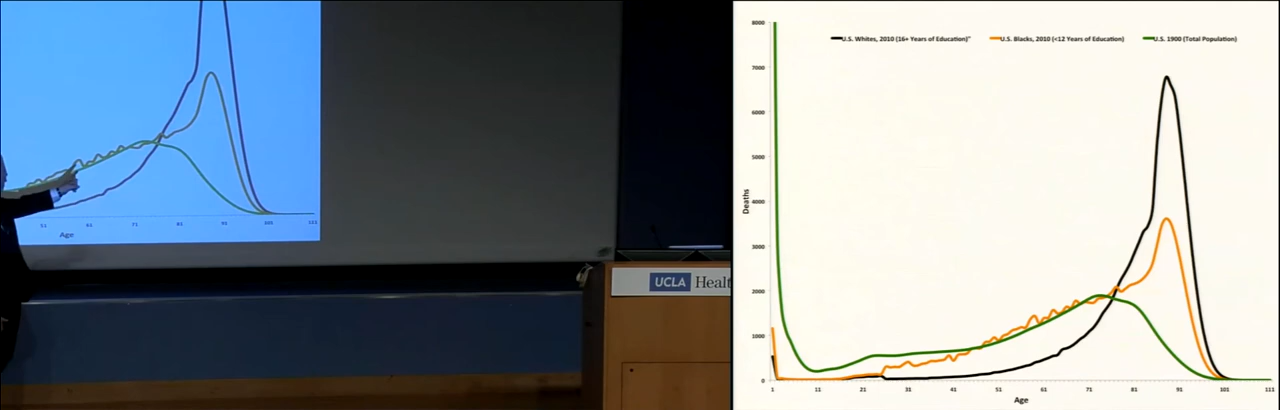 51 61 71 81 91 101 111
Age
UCLA Healt
U.S. Whites, 2010 (16+ Years of Education)" U.S. Blacks, 2010 (<12 Years of Education) U.S. 1900 (Total Population)
8000
7000
6000
5000
4000
3000
2000
1000
0
Deaths
1 11 21 31 41 51 61 71 81 91 101 111
Age